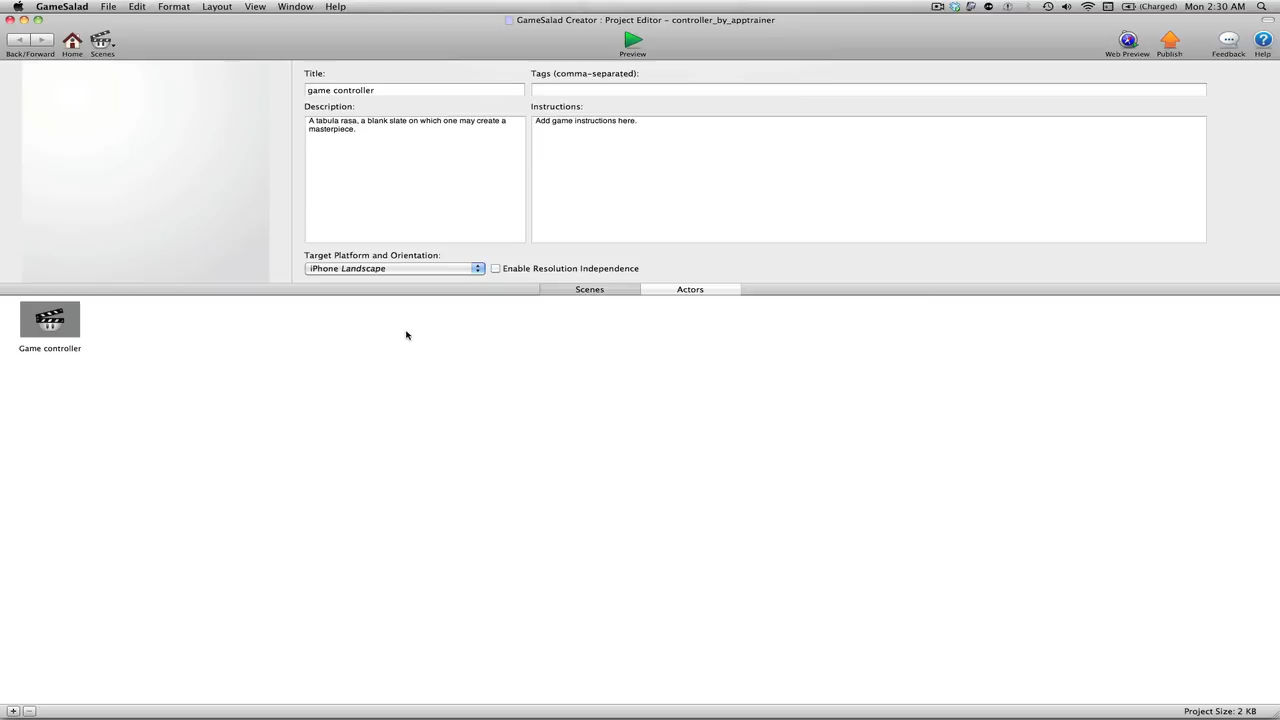 GameSalad File Edit Format Layout View Window Help (Charged) Mon 2:30 AM
GameSalad Creator : Project Editor - controller_by_apptrainer
Back/Forward Home Scenes Preview Web Preview Publish Feedback Help
Title: Tags (comma-separated):
game controller
Description: Instructions:
A tabula rasa, a blank slate on which one may create a Add game instructions here.
masterpiece.
Target Platform and Orientation:
iPhone Landscape Enable Resolution Independence
Scenes Actors
Game controller
Project Size: 2 KB